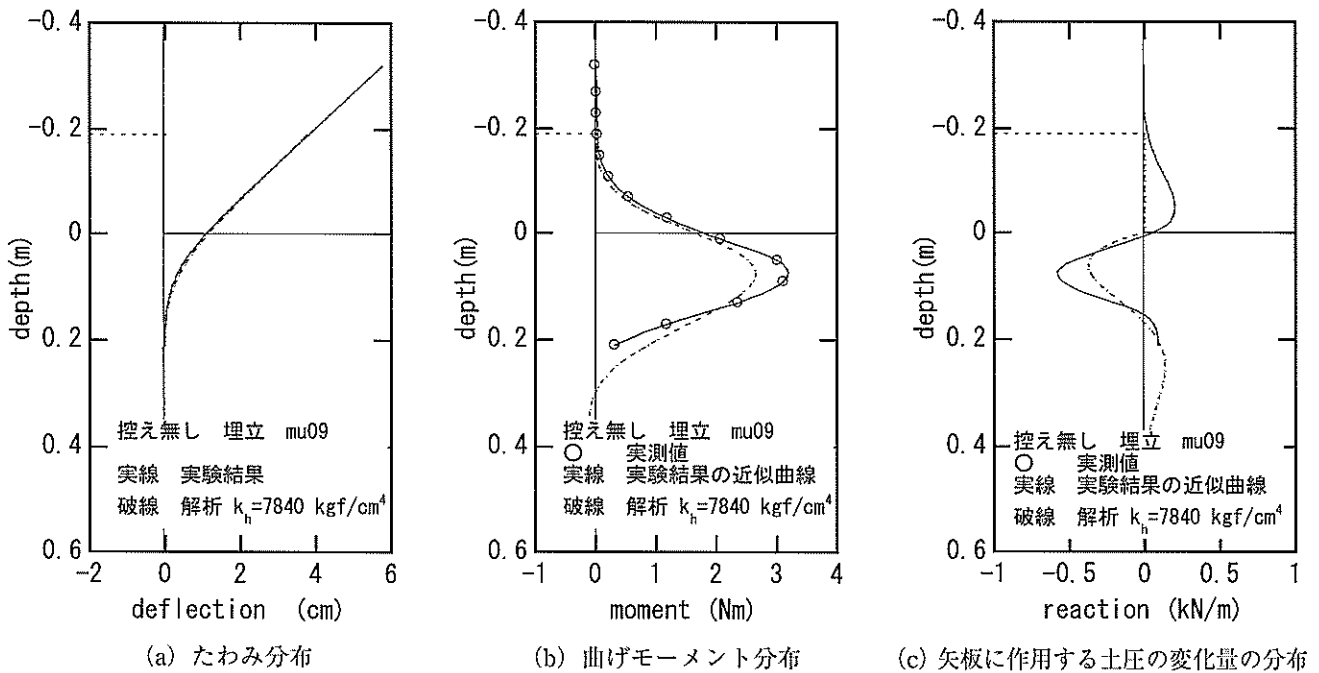 -0.4
-0.2
0
0.2
0.4
0.6
depth(m)
控え無し 埋立 mu09
実線 実験結果
破線 解析 k_h=7840 kgf/cm⁴
-2 0 2 4 6
deflection (cm)
(a) たわみ分布
-0.4
-0.2
0
0.2
0.4
0.6
depth(m)
控え無し 埋立 mu09
○ 実測値
実線 実験結果の近似曲線
破線 解析 k_h=7840 kgf/cm⁴
-1 0 1 2 3 4
moment (Nm)
(b) 曲げモーメント分布
-0.4
-0.2
0
0.2
0.4
0.6
depth(m)
控え無し 埋立 mu09
○ 実測値
実線 実験結果の近似曲線
破線 解析 k_h=7840 kgf/cm⁴
-1 -0.5 0 0.5 1
reaction (kN/m)
(c) 矢板に作用する土圧の変化量の分布